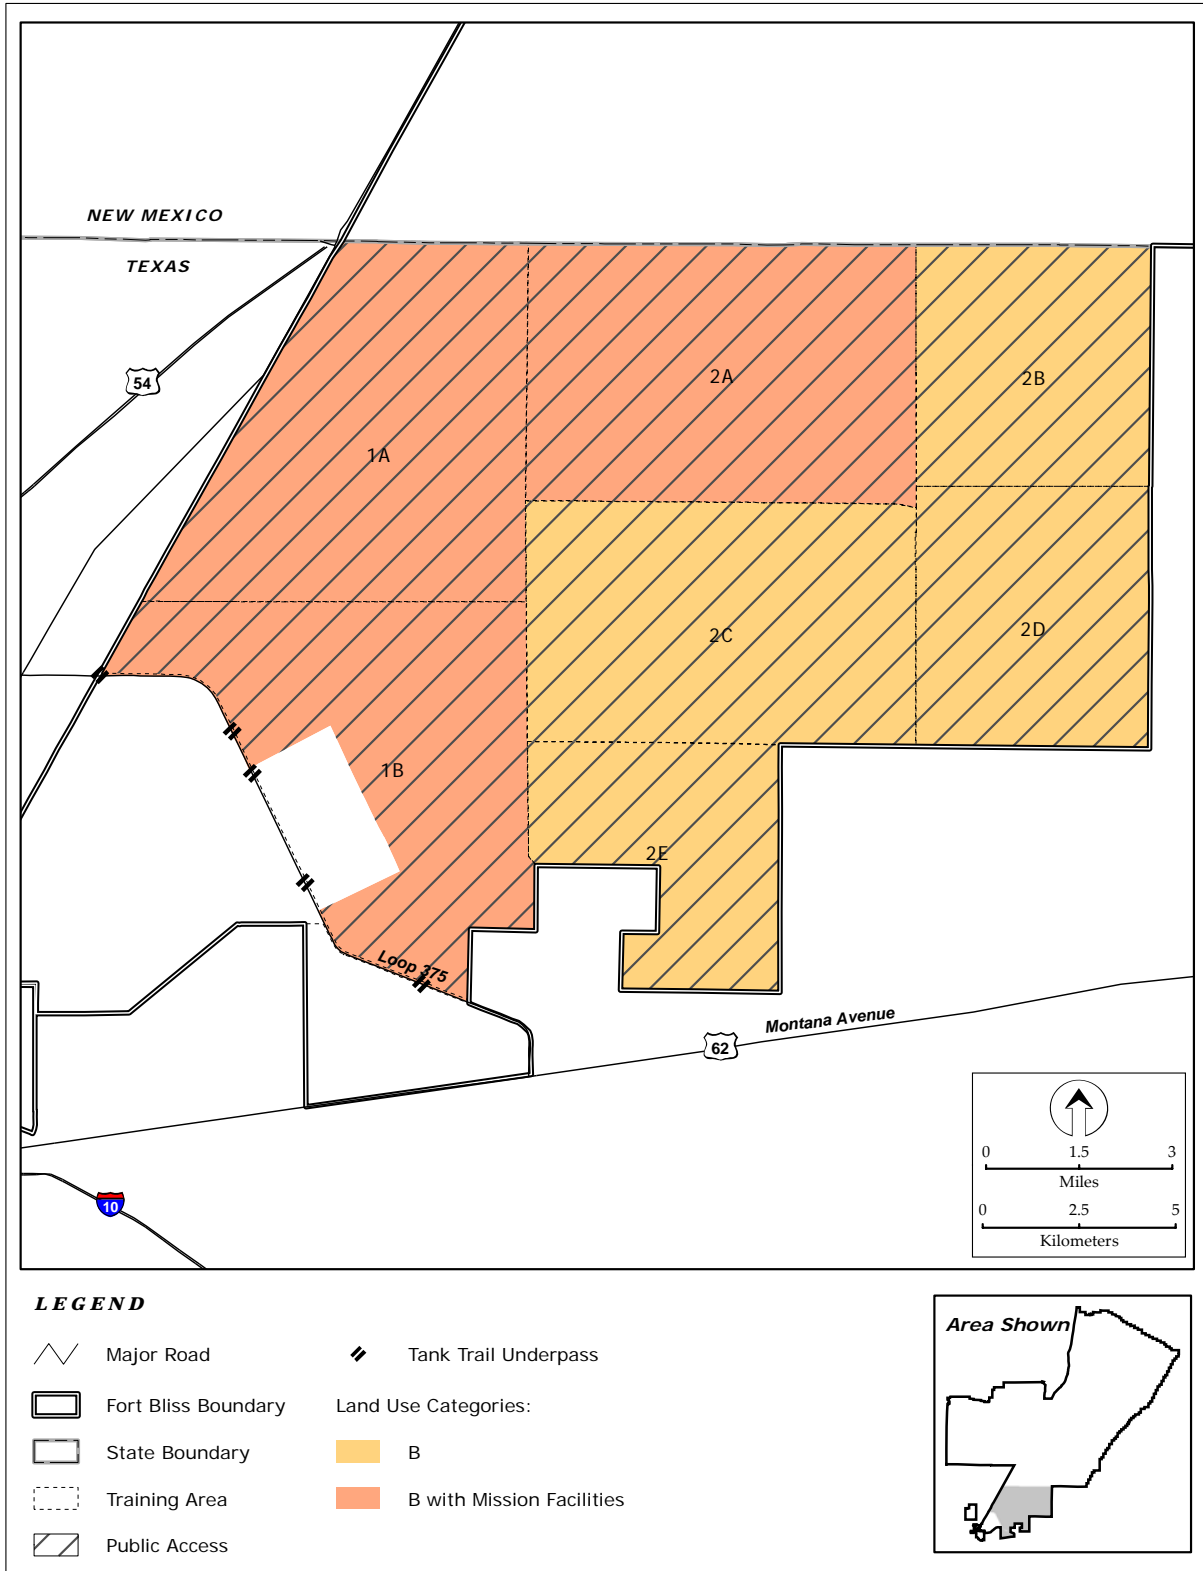 NEW MEXICO
TEXAS
54
2A
2B
1A
2C
2D
1B
2E
Loop 375
Montana Avenue
62
10
0 1.5 3
Miles
0 2.5 5
Kilometers
LEGEND
Major Road
Tank Trail Underpass
Fort Bliss Boundary
Land Use Categories:
State Boundary
B
Training Area
B with Mission Facilities
Public Access
Area Shown